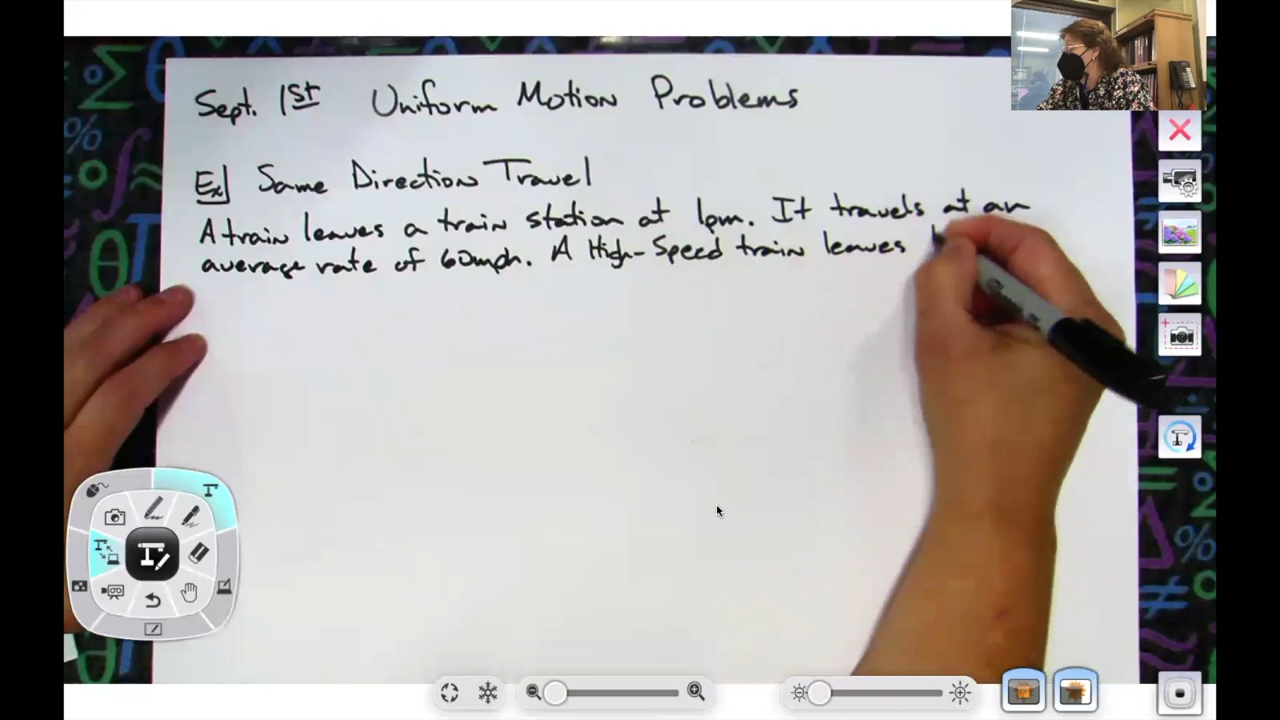 Sept. 1st Uniform Motion Problems
Ex Same Direction Travel
A train leaves a train station at 1pm. It travels at an
average rate of 60mph. A High-Speed train leaves